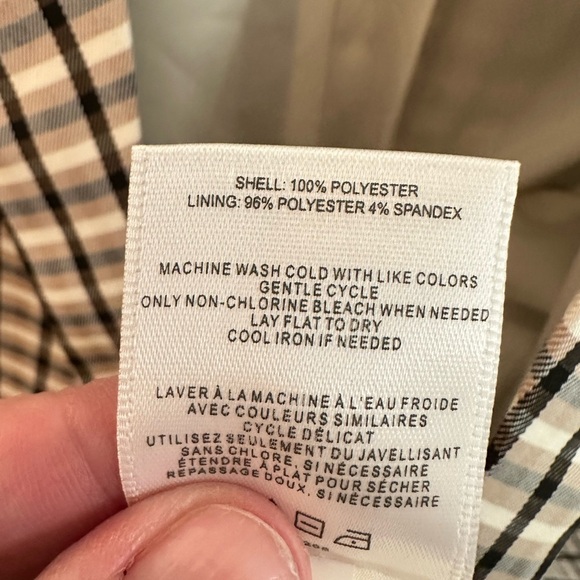 SHELL: 100% POLYESTER
LINING: 96% POLYESTER 4% SPANDEX
MACHINE WASH COLD WITH LIKE COLORS
GENTLE CYCLE
ONLY NON-CHLORINE BLEACH WHEN NEEDED
LAY FLAT TO DRY
COOL IRON IF NEEDED
LAVER À LA MACHINE À L'EAU FROIDE
AVEC COULEURS SIMILAIRES
CYCLE DÉLICAT
UTILISEZ SEULEMENT DU JAVELLISANT
SANS CHLORE, SI NÉCESSAIRE
ÉTENDRE À PLAT POUR SÉCHER
REPASSAGE DOUX, SI NÉCESSAIRE